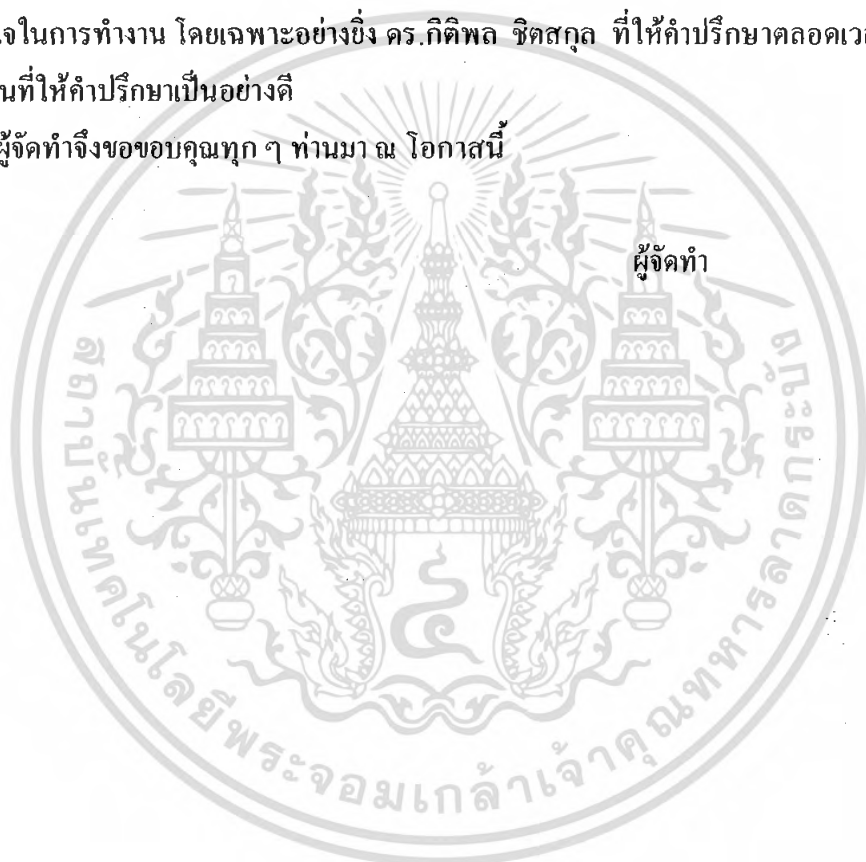 ใจในการทำงาน โดยเฉพาะอย่างยิ่ง ดร.กิติพล ชิตสกุล ที่ให้คำปรึกษาตลอดเว
นที่ให้คำปรึกษาเป็นอย่างดี
ผู้จัดทำจึงขอขอบคุณทุก ๆ ท่านมา ณ โอกาสนี้
ผู้จัดทำ
สถาบันเทคโนโลยีพระจอมเกล้าเจ้าคุณทหารลาดกระบัง
๔